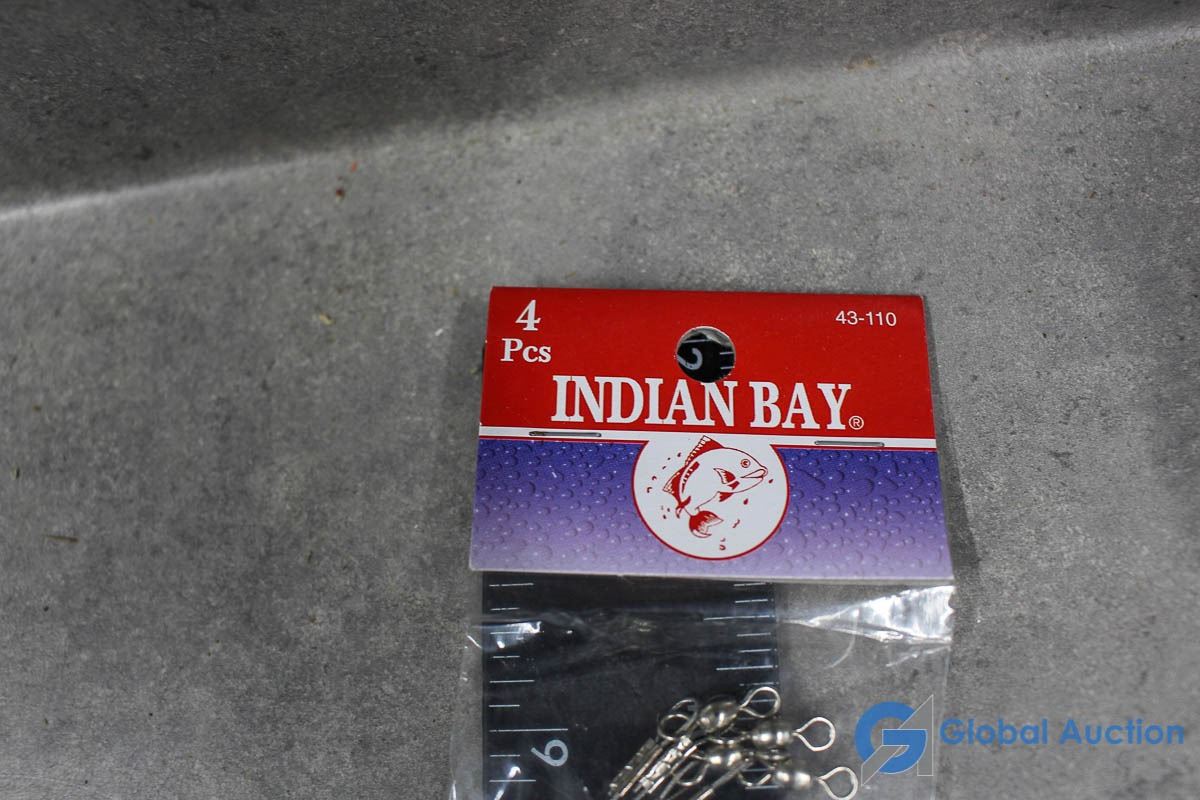 4
Pcs
43-110
INDIAN BAY®
9
Global Auction